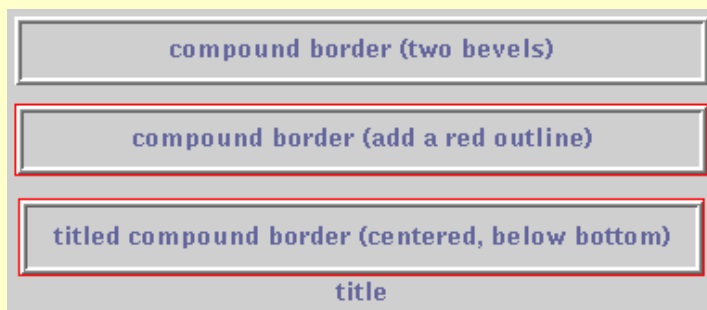 compound border (two bevels)
compound border (add a red outline)
titled compound border (centered, below bottom)
title